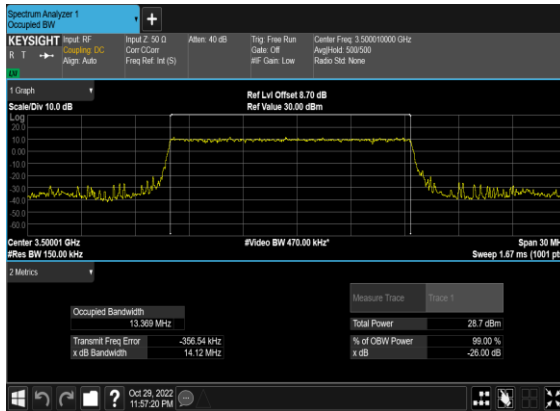 Spectrum Analyzer 1
Occupied BW
KEYSIGHT
R T
Input: RF
Coupling: DC
Align: Auto
Input Z: 50 Ω
Corr CCorr
Freq Ref: Int (S)
Atten: 40 dB
Trig: Free Run
Gate: Off
#IF Gain: Low
Center Freq: 3.500010000 GHz
Avg|Hold: 500/500
Radio Std: None
LXI
1 Graph
Scale/Div 10.0 dB
Ref Lvl Offset 8.70 dB
Ref Value 30.00 dBm
Log
20.0
10.0
0.00
-10.0
-20.0
-30.0
-40.0
-50.0
-60.0
Center 3.50001 GHz
#Res BW 150.00 kHz
#Video BW 470.00 kHz*
Span 30 MH
Sweep 1.67 ms (1001 pts
2 Metrics
Occupied Bandwidth
13.369 MHz
Transmit Freq Error -356.54 kHz
x dB Bandwidth 14.12 MHz
Measure Trace Trace 1
Total Power 28.7 dBm
% of OBW Power 99.00 %
x dB -26.00 dB
Oct 29, 2022
11:57:20 PM